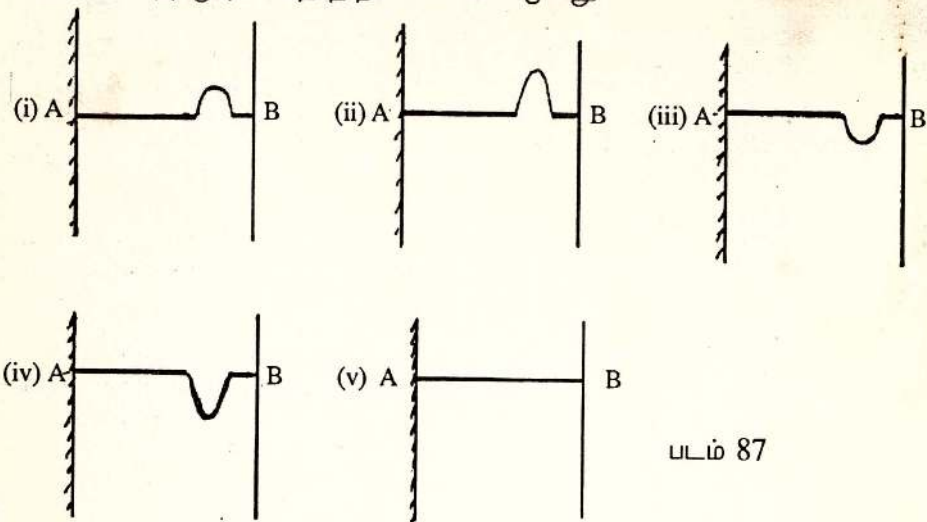 (i) A B (ii) A B (iii) A B
(iv) A B (v) A B
படம் 87